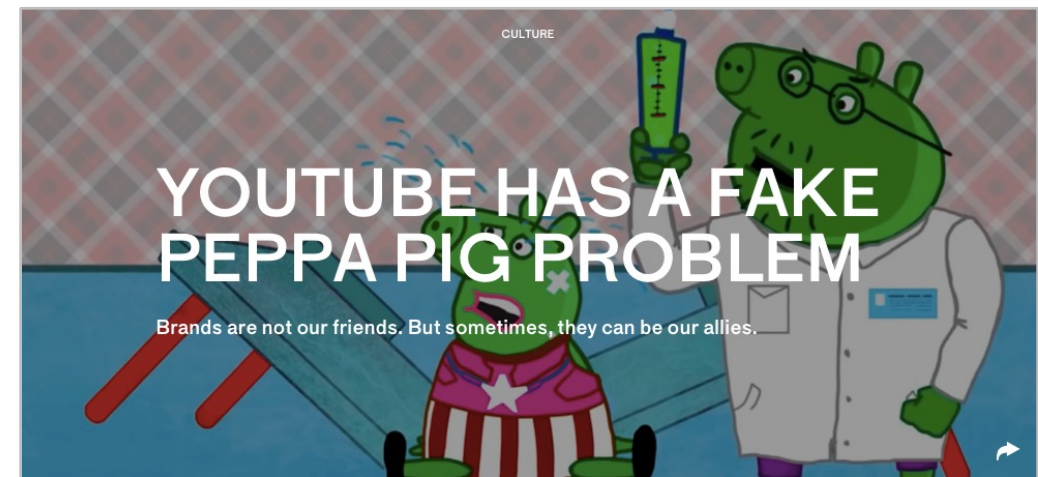 CULTURE
YOUTUBE HAS A FAKE
PEPPA PIG PROBLEM
Brands are not our friends. But sometimes, they can be our allies.